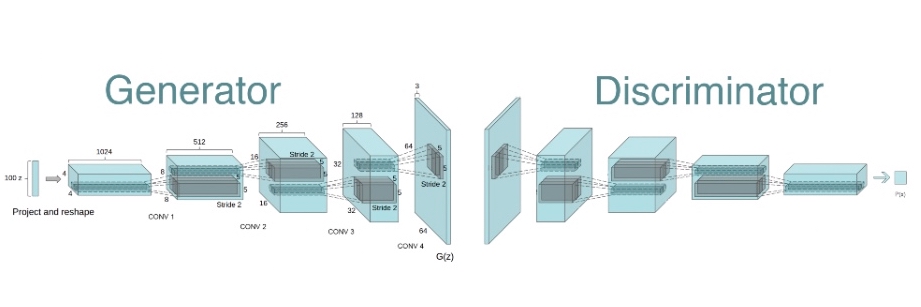 Generator
Discriminator
3
128
256
512
1024
64
5
5
Stride 2
16
Stride 2
5
5
32
5
5
Stride 2
100 z
4
4
8
5
5
Stride 2
8
16
32
64
Project and reshape
CONV 1
CONV 2
CONV 3
CONV 4
G(z)
P(x)